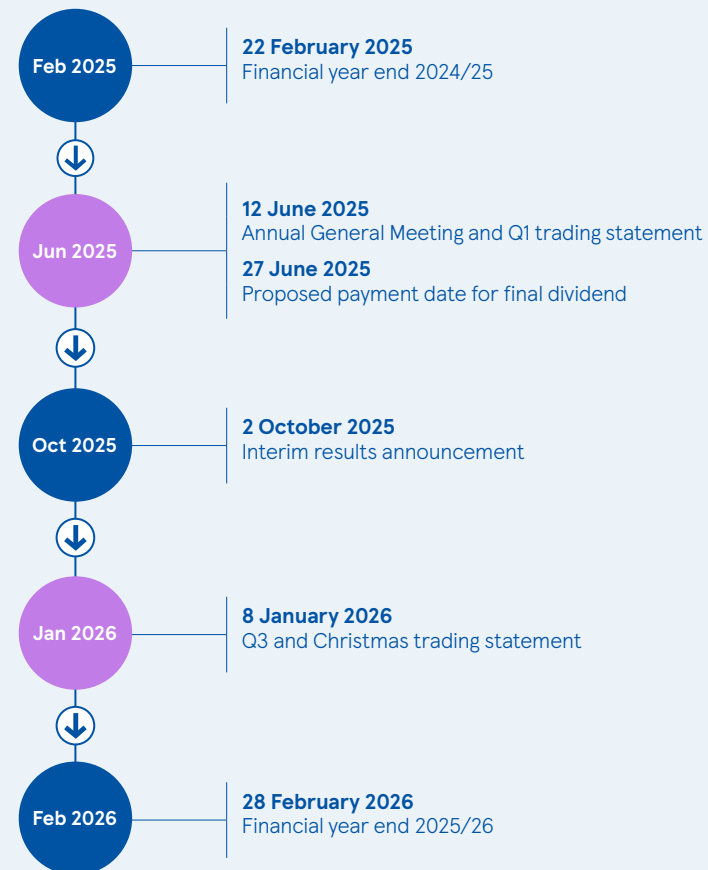 Feb 2025
22 February 2025
Financial year end 2024/25
Jun 2025
12 June 2025
Annual General Meeting and Q1 trading statement
27 June 2025
Proposed payment date for final dividend
Oct 2025
2 October 2025
Interim results announcement
Jan 2026
8 January 2026
Q3 and Christmas trading statement
Feb 2026
28 February 2026
Financial year end 2025/26